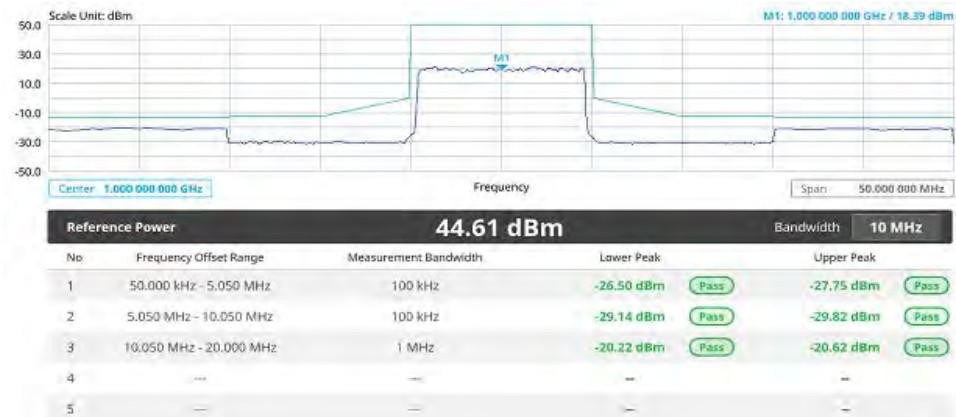 Scale Unit: dBm
M1: 1.000 000 000 GHz / 18.39 dBm
50.0
M1
30.0
10.0
-10.0
-30.0
-50.0
Center 1.000 000 000 GHz
Frequency
Span 50.000 000 MHz
Reference Power 44.61 dBm Bandwidth 10 MHz
No Frequency Offset Range Measurement Bandwidth Lower Peak Upper Peak
1 50.000 kHz - 5.050 MHz 100 kHz -26.50 dBm Pass -27.75 dBm Pass
2 5.050 MHz - 10.050 MHz 100 kHz -29.14 dBm Pass -29.82 dBm Pass
3 10.050 MHz - 20.000 MHz 1 MHz -20.22 dBm Pass -20.62 dBm Pass
4 --- --- -- --
5 --- --- -- --